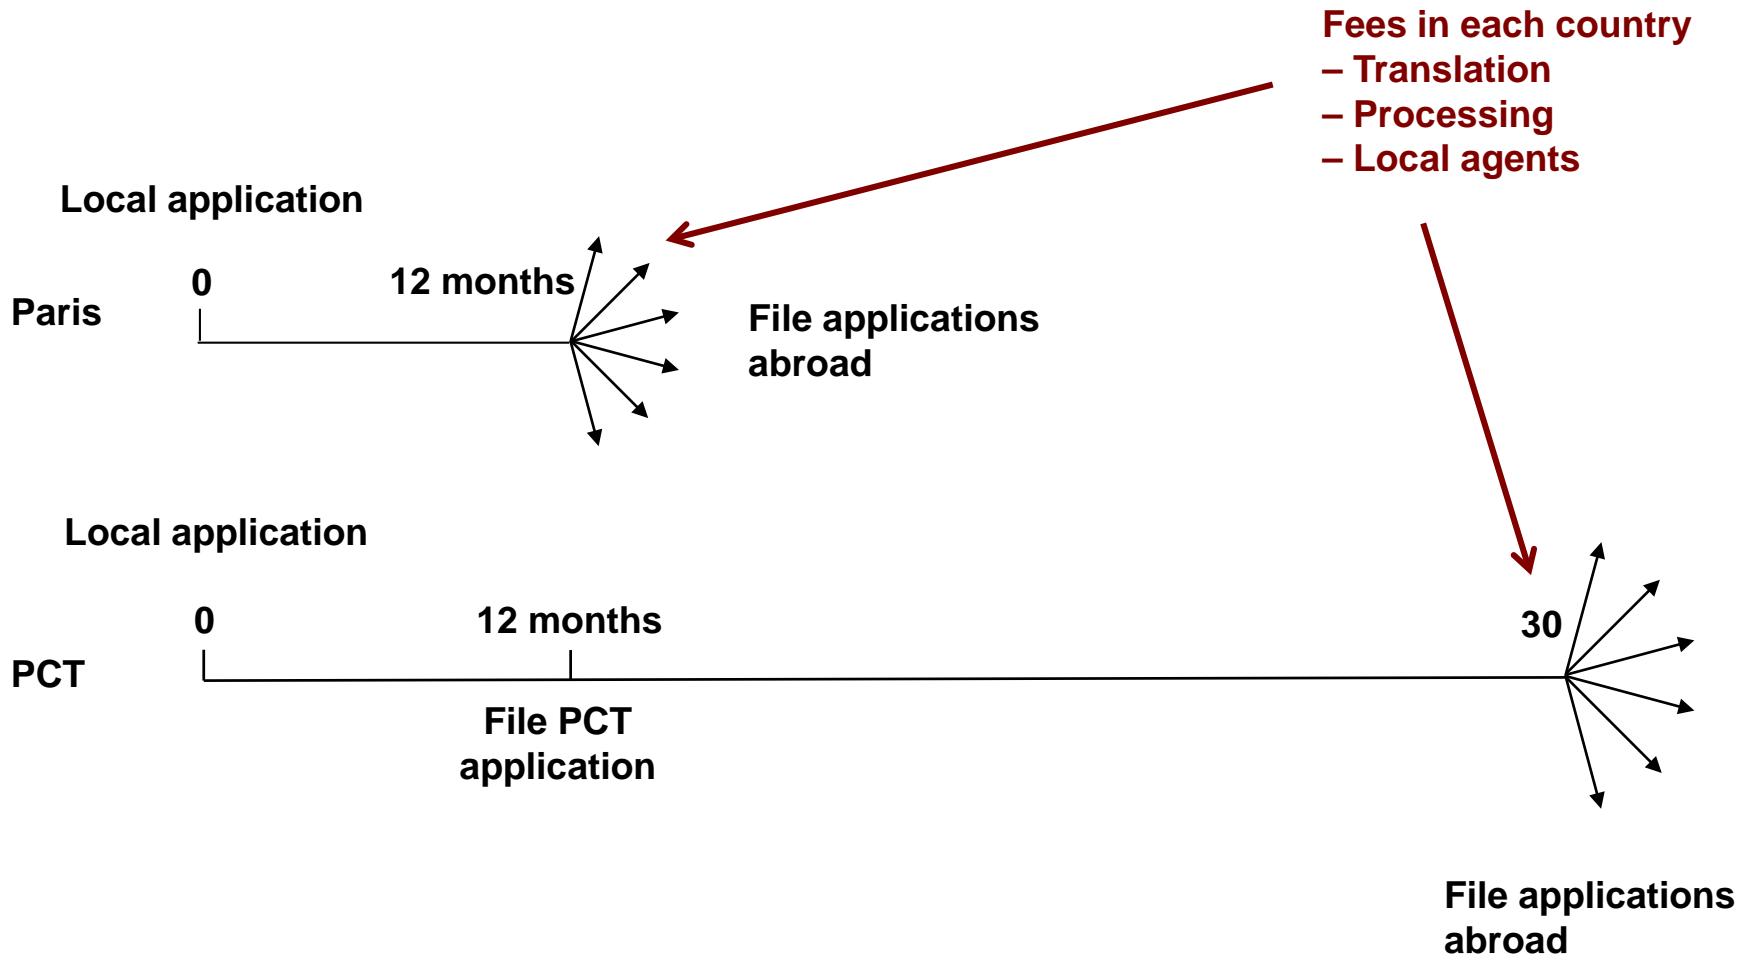 Fees in each country
– Translation
– Processing
– Local agents
Local application
0
12 months
Paris
File applications
abroad
Local application
0
12 months
30
PCT
File PCT
application
File applications
abroad